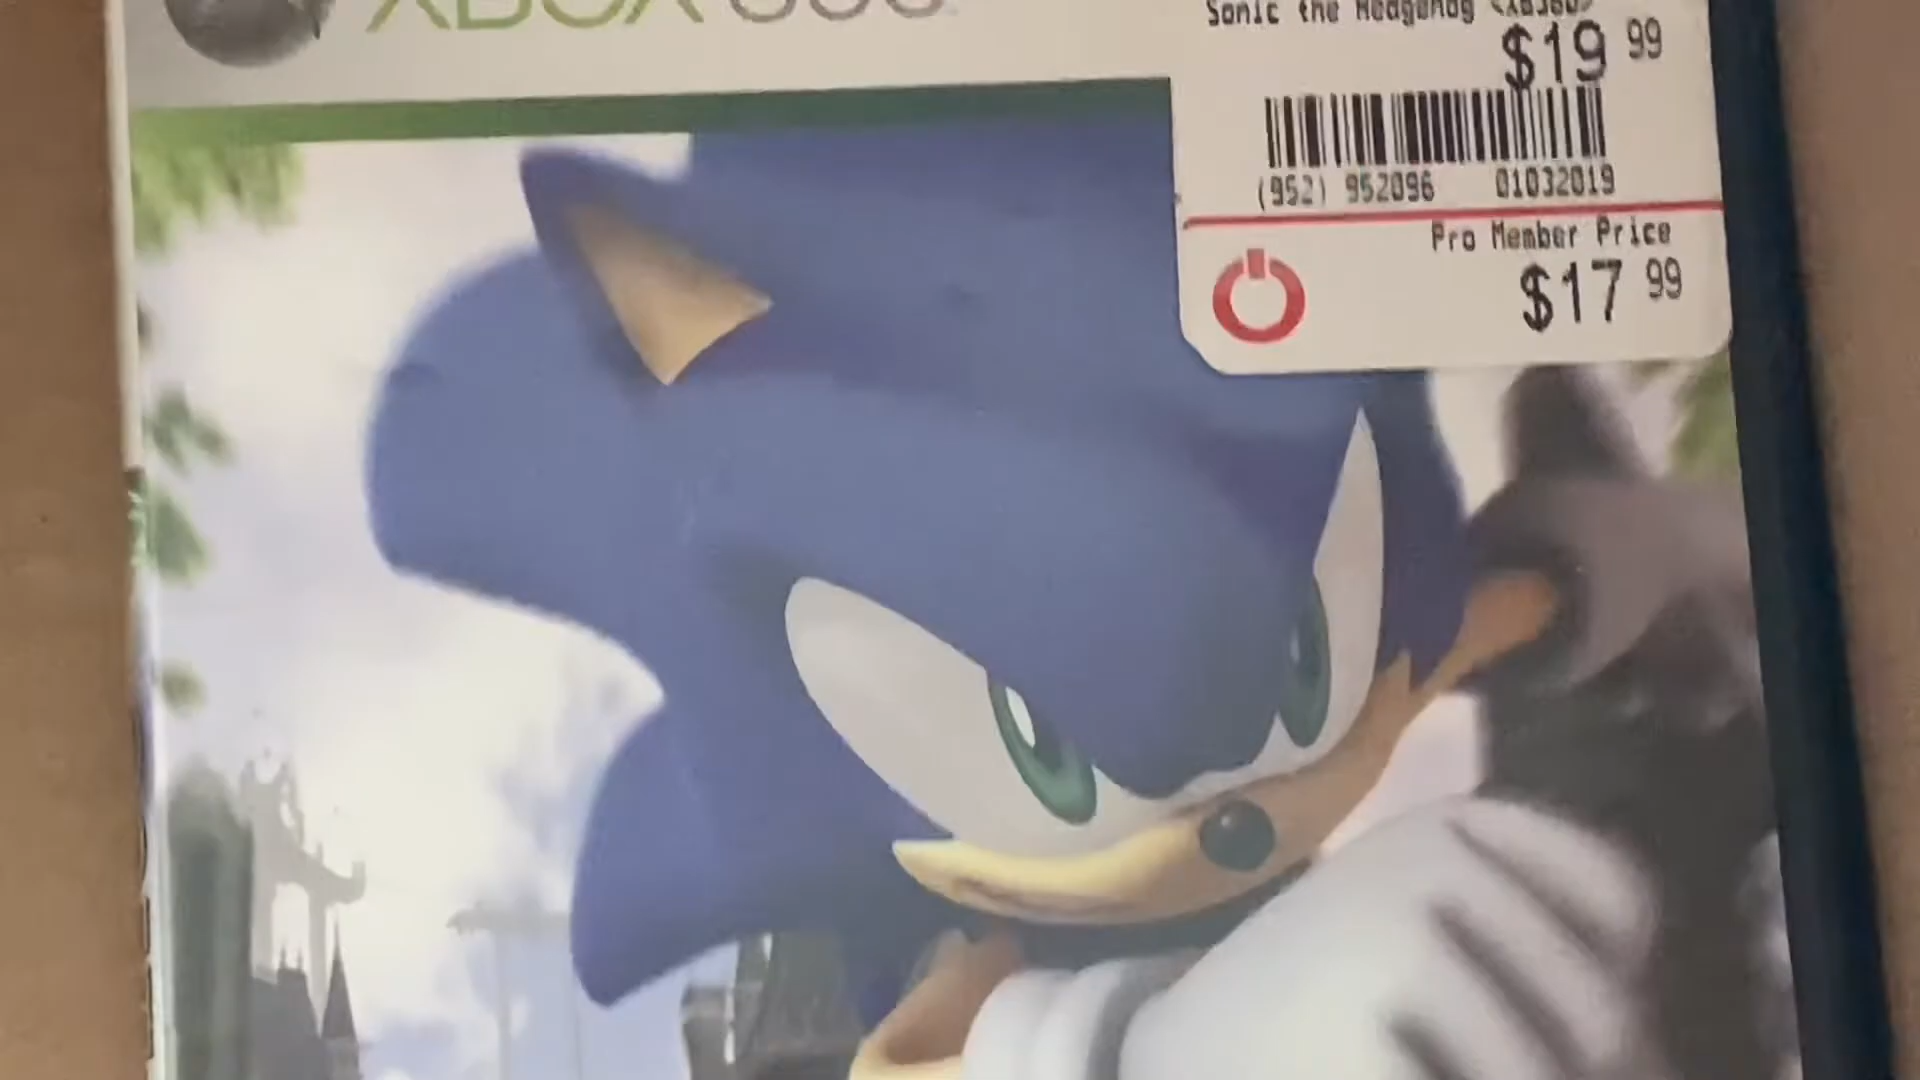 XBOX 360
Sonic the Hedgehog <XB360>
$19 99
(952) 952096 01032019
Pro Member Price
$17 99